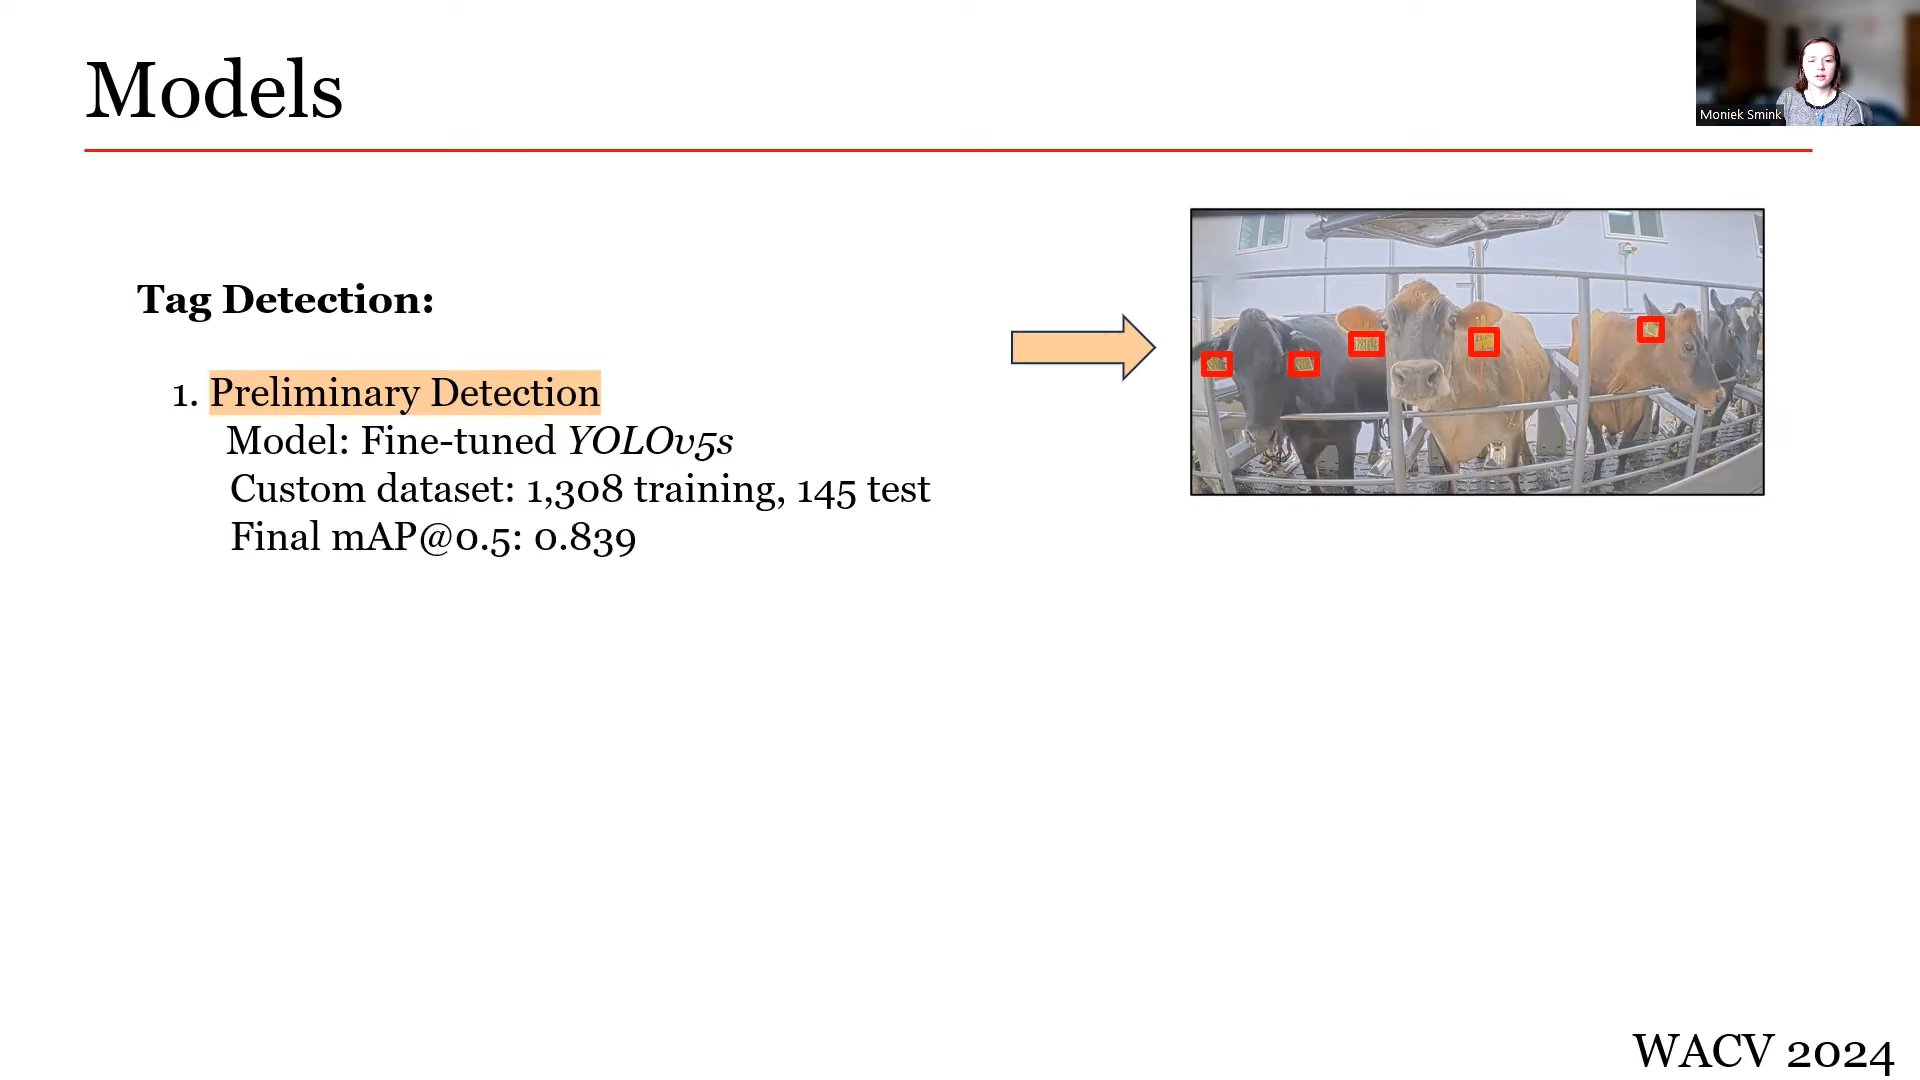 Models
Moniek Smink
Tag Detection:
1. Preliminary Detection
Model: Fine-tuned YOLOv5s
Custom dataset: 1,308 training, 145 test
Final mAP@0.5: 0.839
WACV 2024